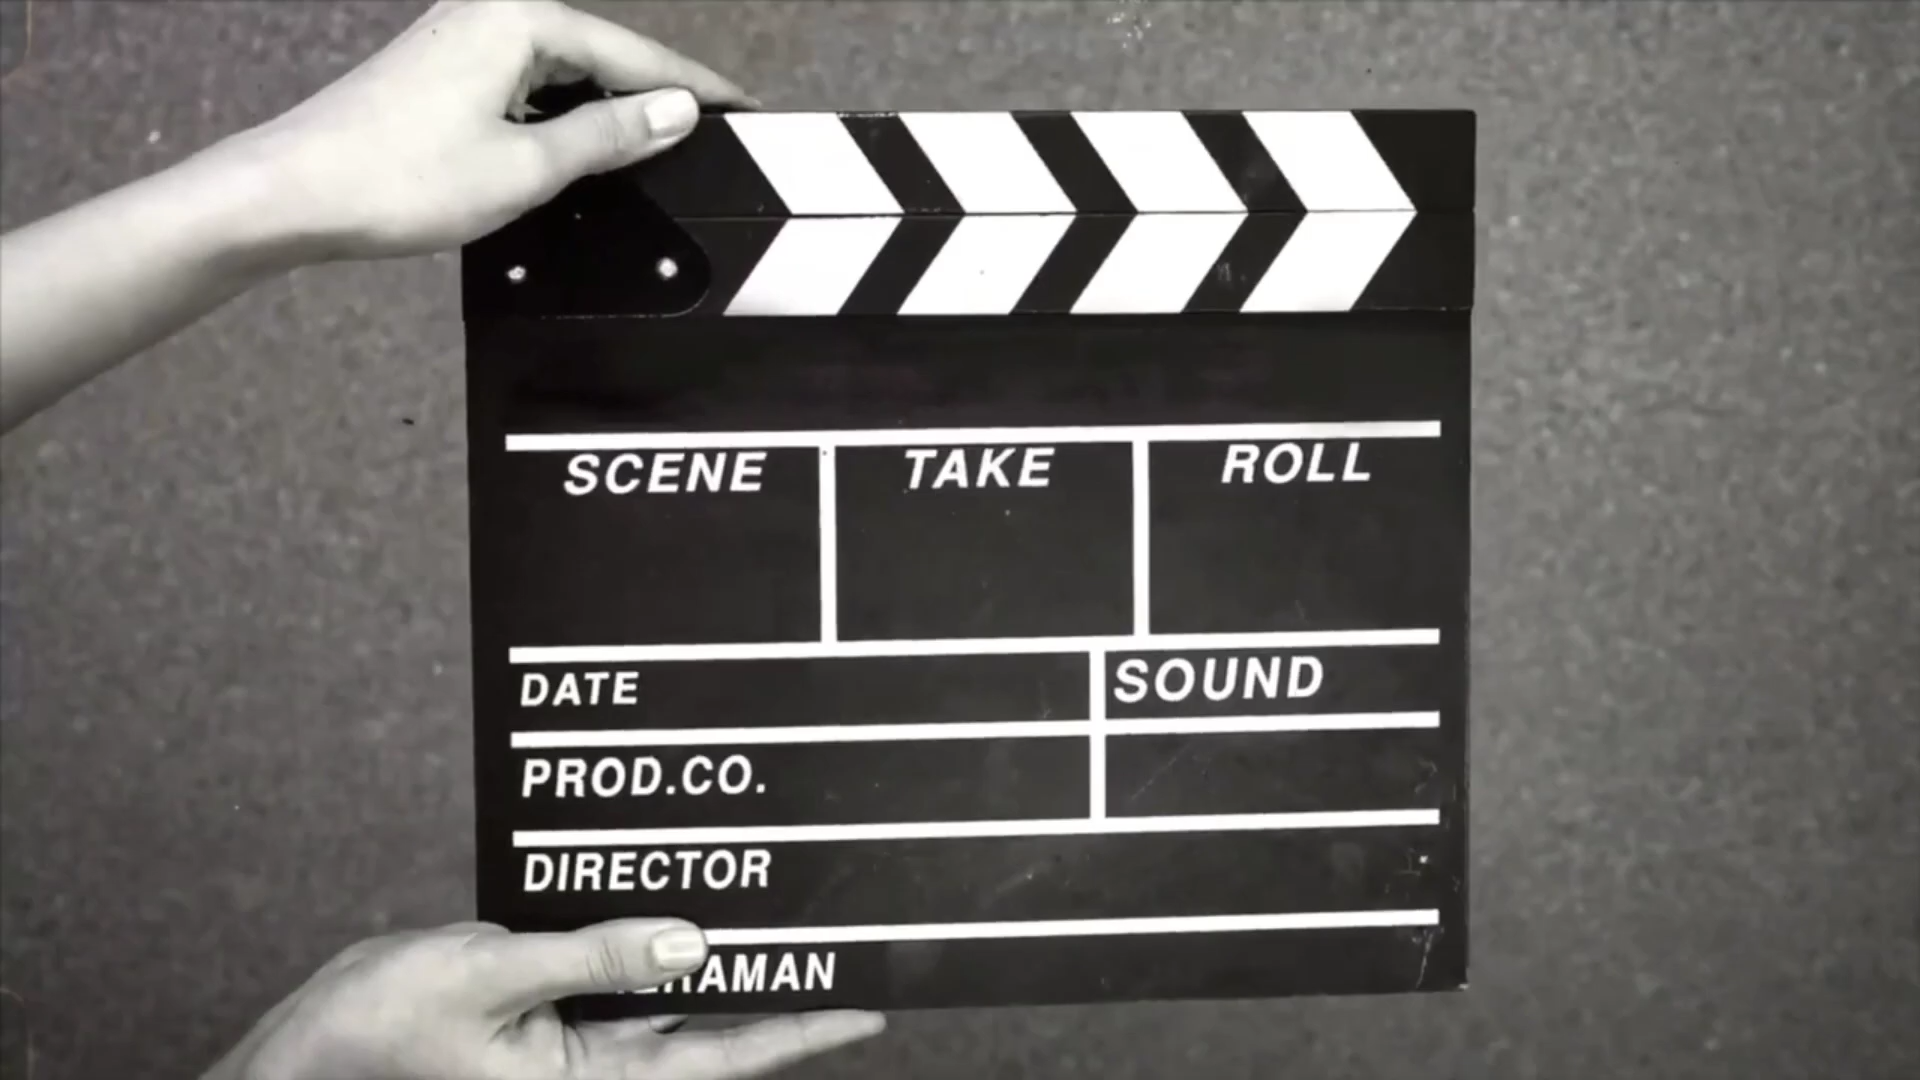 SCENE TAKE ROLL
DATE SOUND
PROD.CO.
DIRECTOR